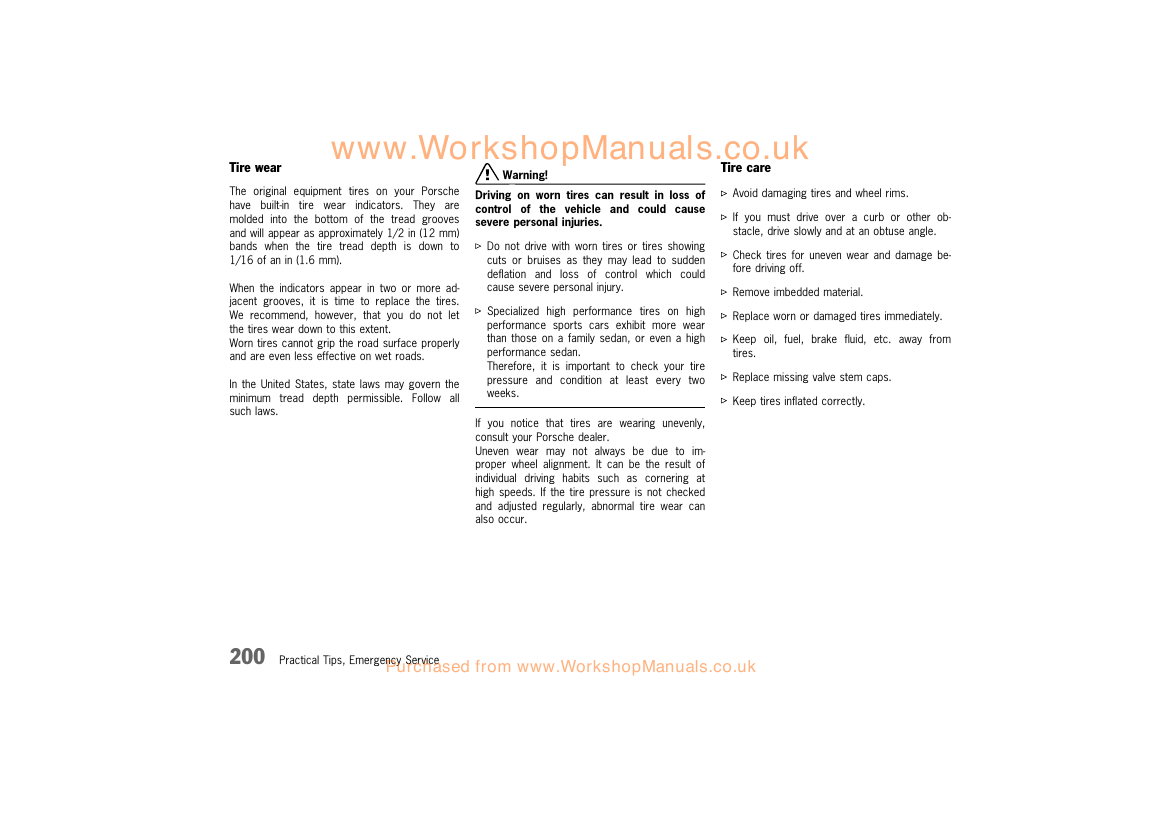 www.WorkshopManuals.co.uk
Tire wear
The original equipment tires on your Porsche
have built-in tire wear indicators. They are
molded into the bottom of the tread grooves
and will appear as approximately 1/2 in (12 mm)
bands when the tire tread depth is down to
1/16 of an in (1.6 mm).
When the indicators appear in two or more ad-
jacent grooves, it is time to replace the tires.
We recommend, however, that you do not let
the tires wear down to this extent.
Worn tires cannot grip the road surface properly
and are even less effective on wet roads.
In the United States, state laws may govern the
minimum tread depth permissible. Follow all
such laws.
Warning!
Driving on worn tires can result in loss of
control of the vehicle and could cause
severe personal injuries.
▷ Do not drive with worn tires or tires showing
cuts or bruises as they may lead to sudden
deflation and loss of control which could
cause severe personal injury.
▷ Specialized high performance tires on high
performance sports cars exhibit more wear
than those on a family sedan, or even a high
performance sedan.
Therefore, it is important to check your tire
pressure and condition at least every two
weeks.
If you notice that tires are wearing unevenly,
consult your Porsche dealer.
Uneven wear may not always be due to im-
proper wheel alignment. It can be the result of
individual driving habits such as cornering at
high speeds. If the tire pressure is not checked
and adjusted regularly, abnormal tire wear can
also occur.
Tire care
▷ Avoid damaging tires and wheel rims.
▷ If you must drive over a curb or other ob-
stacle, drive slowly and at an obtuse angle.
▷ Check tires for uneven wear and damage be-
fore driving off.
▷ Remove imbedded material.
▷ Replace worn or damaged tires immediately.
▷ Keep oil, fuel, brake fluid, etc. away from
tires.
▷ Replace missing valve stem caps.
▷ Keep tires inflated correctly.
200 Practical Tips, Emergency Service
Purchased from www.WorkshopManuals.co.uk